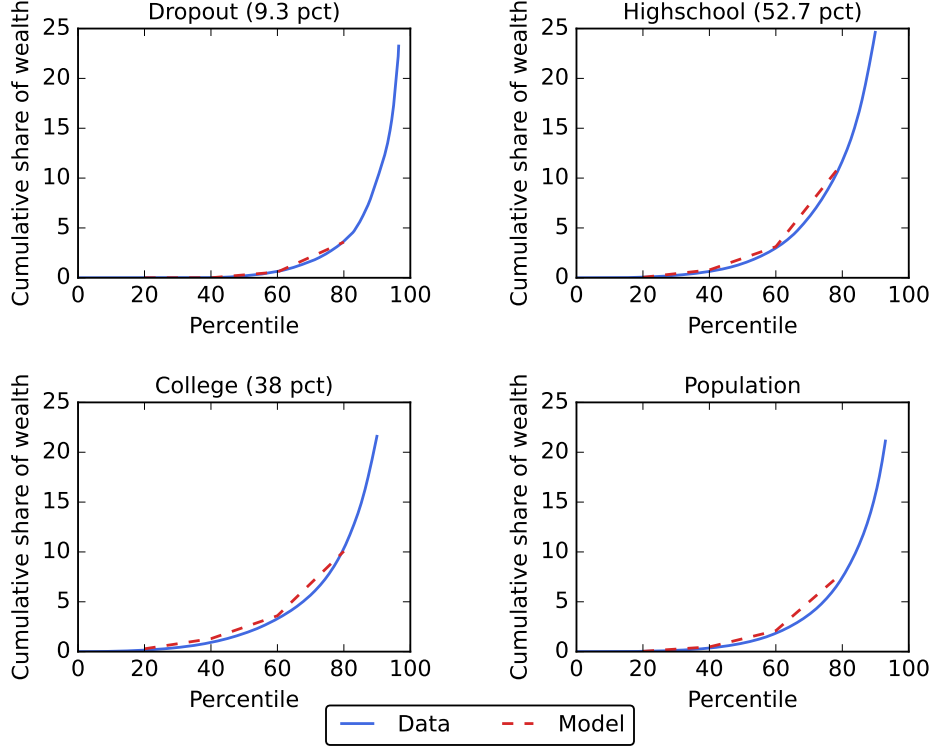 Dropout (9.3 pct)
Cumulative share of wealth
25
20
15
10
5
0
0 20 40 60 80 100
Percentile
Highschool (52.7 pct)
Cumulative share of wealth
25
20
15
10
5
0
0 20 40 60 80 100
Percentile
College (38 pct)
Cumulative share of wealth
25
20
15
10
5
0
0 20 40 60 80 100
Percentile
Population
Cumulative share of wealth
25
20
15
10
5
0
0 20 40 60 80 100
Percentile
Data Model